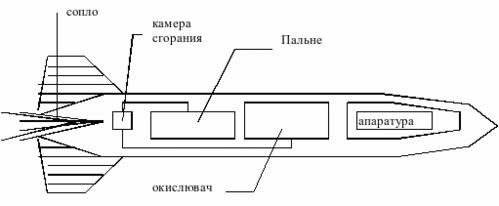 сопло
камера
сгорания
Пальне
апаратура
окислювач